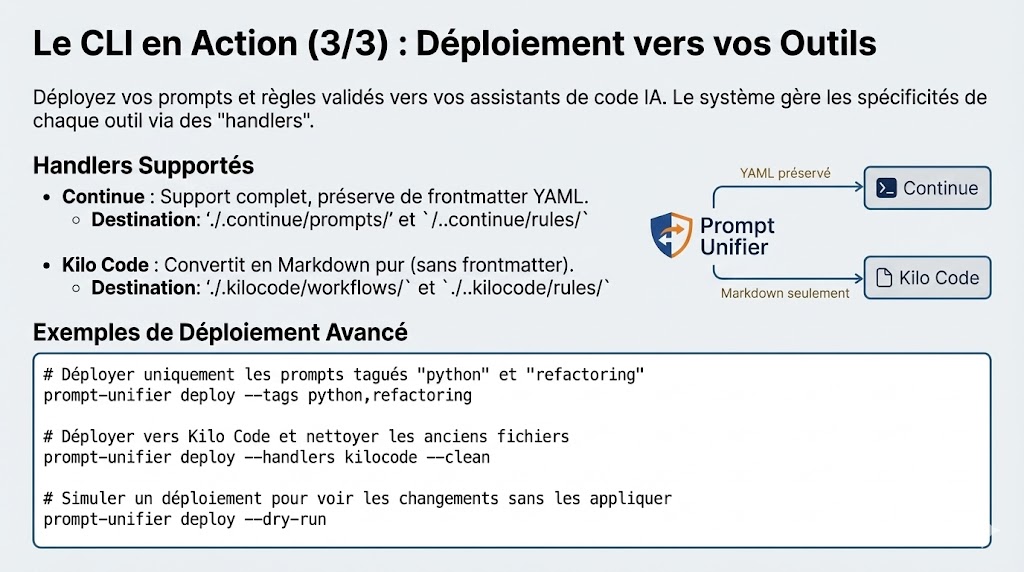 Le CLI en Action (3/3) : Déploiement vers vos Outils
Déployez vos prompts et règles validés vers vos assistants de code IA. Le système gère les spécificités de
chaque outil via des "handlers".
Handlers Supportés
• Continue : Support complet, préserve de frontmatter YAML.
◦ Destination: ‘./.continue/prompts/’ et `/..continue/rules/`
• Kilo Code : Convertit en Markdown pur (sans frontmatter).
◦ Destination: ‘./.kilocode/workflows/` et `./..kilocode/rules/`
YAML préservé
Continue
Prompt
Unifier
Kilo Code
Markdown seulement
Exemples de Déploiement Avancé
# Déployer uniquement les prompts tagués "python" et "refactoring"
prompt-unifier deploy --tags python,refactoring
# Déployer vers Kilo Code et nettoyer les anciens fichiers
prompt-unifier deploy --handlers kilocode --clean
# Simuler un déploiement pour voir les changements sans les appliquer
prompt-unifier deploy --dry-run